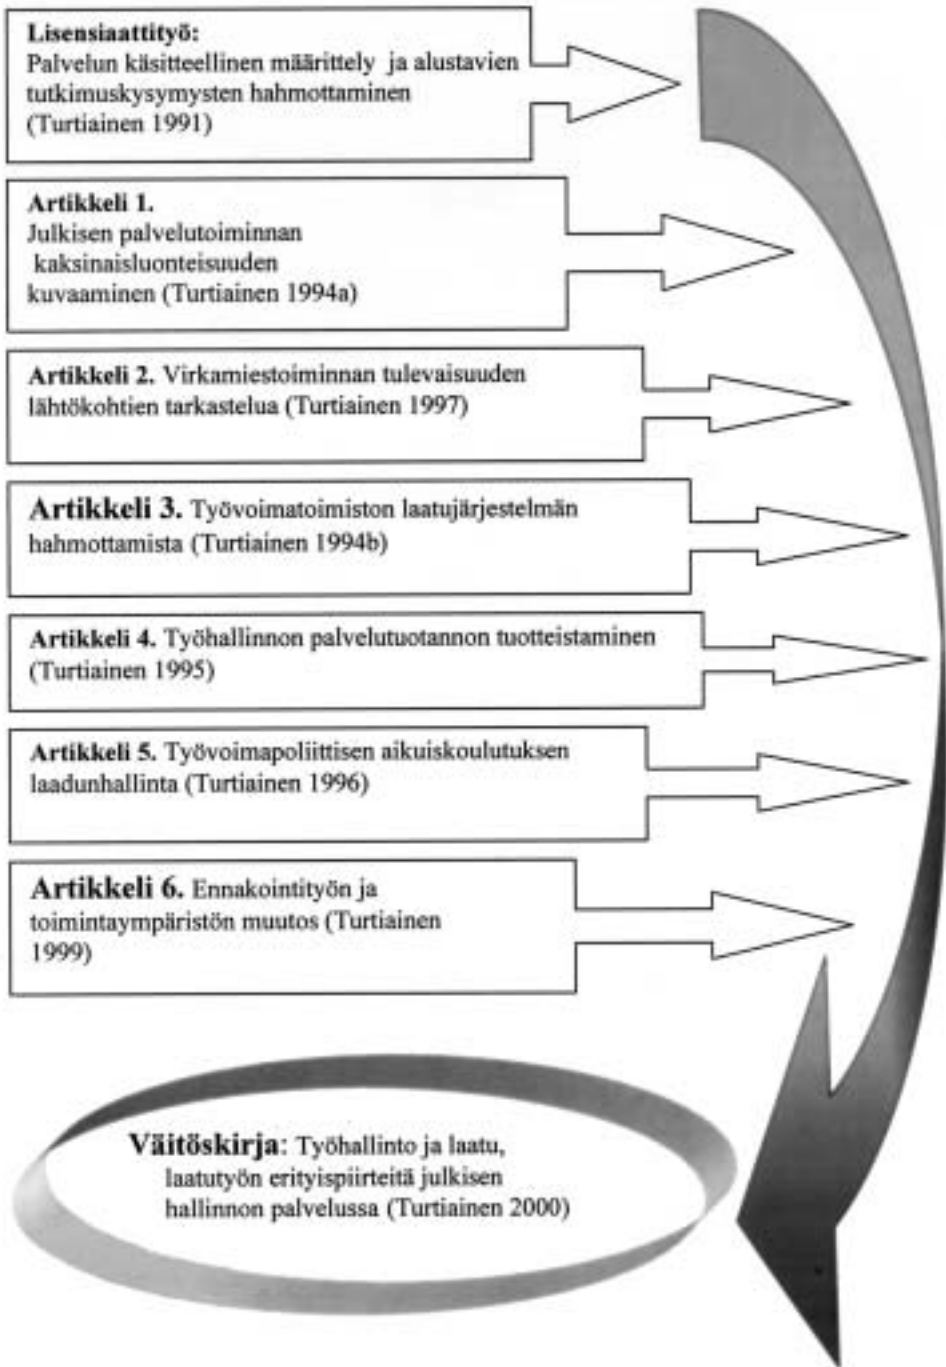 Lisensiaattityö:
Palvelun käsitteellinen määrittely ja alustavien
tutkimuskysymysten hahmottaminen
(Turtiainen 1991)
Artikkeli 1.
Julkisen palvelutoiminnan
kaksinaisluonteisuuden
kuvaaminen (Turtiainen 1994a)
Artikkeli 2. Virkamiestoiminnan tulevaisuuden
lähtökohtien tarkastelua (Turtiainen 1997)
Artikkeli 3. Työvoimatoimiston laatujärjestelmän
hahmottamista (Turtiainen 1994b)
Artikkeli 4. Työhallinnon palvelutuotannon tuotteistaminen
(Turtiainen 1995)
Artikkeli 5. Työvoimapoliittisen aikuiskoulutuksen
laadunhallinta (Turtiainen 1996)
Artikkeli 6. Ennakointityön ja
toimintaympäristön muutos (Turtiainen
1999)
Väitöskirja: Työhallinto ja laatu,
laatutyön erityispiirteitä julkisen
hallinnon palvelussa (Turtiainen 2000)